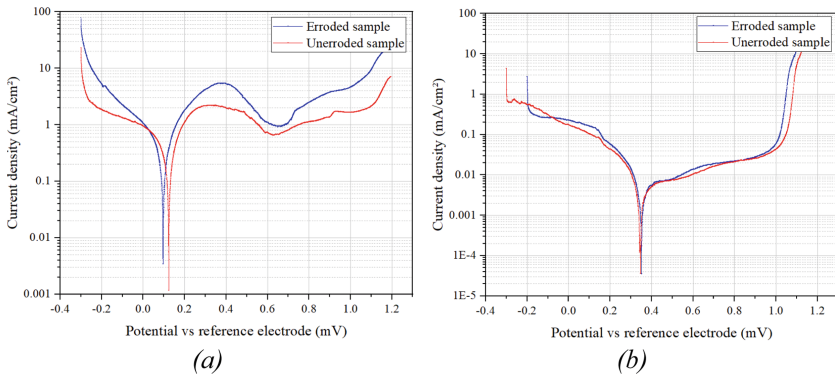 100
10
1
0.1
0.01
0.001
Current density (mA/cm²)
Erroded sample
Unerroded sample
-0.4 -0.2 0.0 0.2 0.4 0.6 0.8 1.0 1.2
Potential vs reference electrode (mV)
(a)
100
10
1
0.1
0.01
0.001
1E-4
1E-5
Current density (mA/cm²)
Erroded sample
Unerroded sample
-0.4 -0.2 0.0 0.2 0.4 0.6 0.8 1.0 1.2
Potential vs reference electrode (mV)
(b)